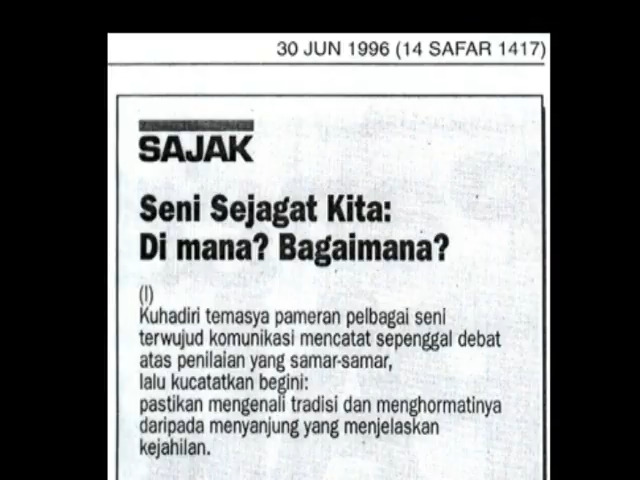 30 JUN 1996 (14 SAFAR 1417)
SAJAK
Seni Sejagat Kita:
Di mana? Bagaimana?
(I)
Kuhadiri temasya pameran pelbagai seni
terwujud komunikasi mencatat sepenggal debat
atas penilaian yang samar-samar,
lalu kucatatkan begini:
pastikan mengenali tradisi dan menghormatinya
daripada menyanjung yang menjelaskan
kejahilan.